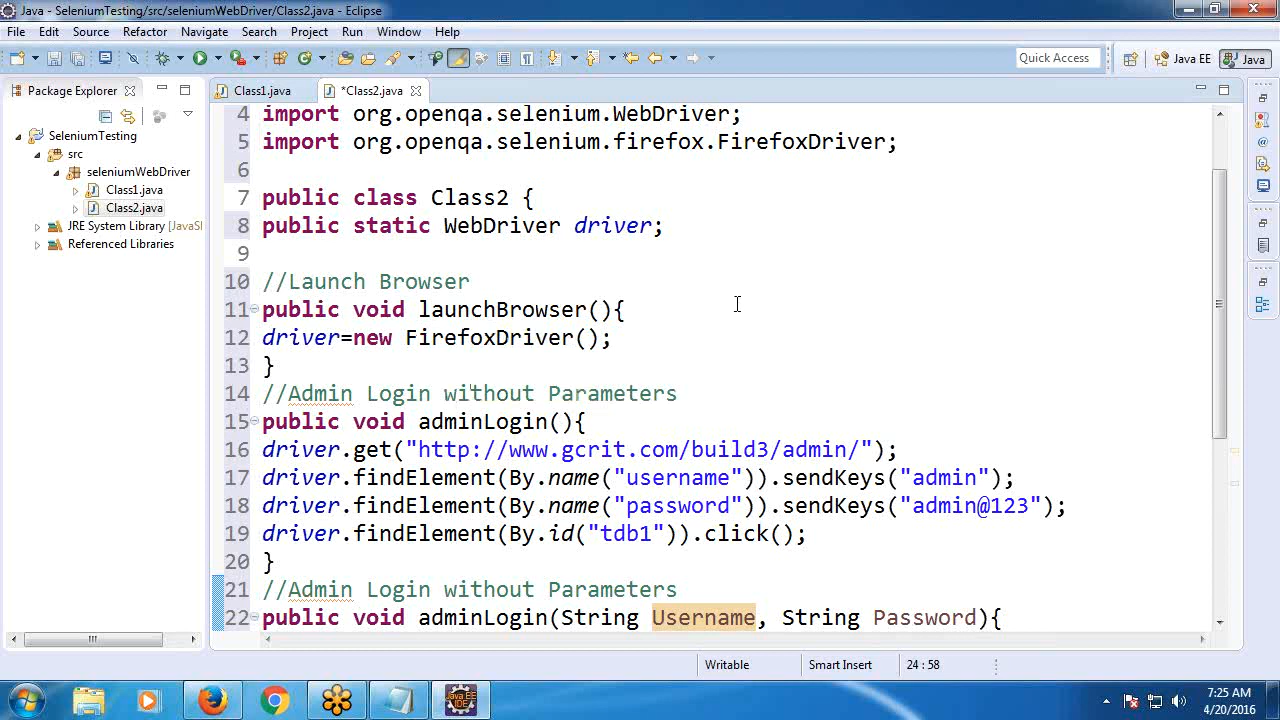 Java - SeleniumTesting/src/seleniumWebDriver/Class2.java - Eclipse
File Edit Source Refactor Navigate Search Project Run Window Help
Quick Access
Java EE
Java
Package Explorer
Class1.java
*Class2.java
SeleniumTesting
src
seleniumWebDriver
Class1.java
Class2.java
JRE System Library [JavaS
Referenced Libraries
4 import org.openqa.selenium.WebDriver;
5 import org.openqa.selenium.firefox.FirefoxDriver;
6
7 public class Class2 {
8 public static WebDriver driver;
9
10 //Launch Browser
11 public void launchBrowser(){
12 driver=new FirefoxDriver();
13 }
14 //Admin Login without Parameters
15 public void adminLogin(){
16 driver.get("http://www.gcrit.com/build3/admin/");
17 driver.findElement(By.name("username")).sendKeys("admin");
18 driver.findElement(By.name("password")).sendKeys("admin@123");
19 driver.findElement(By.id("tdb1")).click();
20 }
21 //Admin Login without Parameters
22 public void adminLogin(String Username, String Password){
Writable
Smart Insert
24 : 58
Java EE
IDE
7:25 AM
4/20/2016